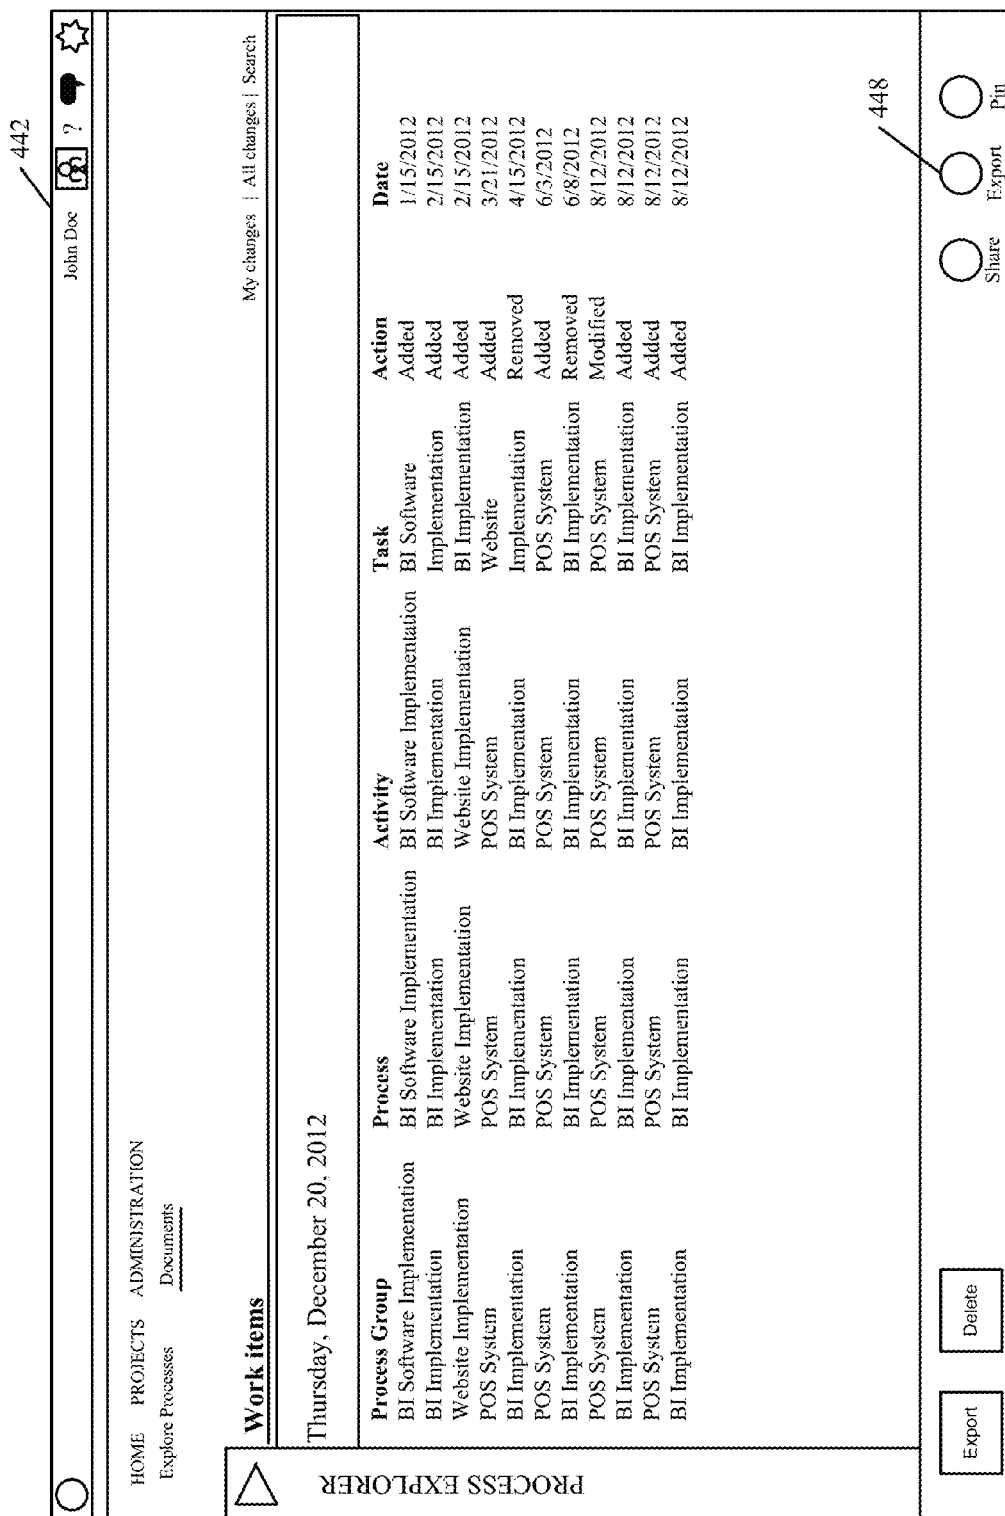 442
John Doe ?
HOME PROJECTS ADMINISTRATION
Explore Processes Documents
My changes | All changes | Search
Work items
Thursday, December 20, 2012
PROCESS EXPLORER
Process Group Process Activity Task Action Date
BI Software Implementation BI Software Implementation BI Software Implementation BI Software Added 1/15/2012
BI Implementation BI Implementation BI Implementation Implementation Added 2/15/2012
Website Implementation Website Implementation Website Implementation BI Implementation Added 2/15/2012
POS System POS System POS System Website Added 3/21/2012
BI Implementation BI Implementation BI Implementation Implementation Removed 4/15/2012
POS System POS System POS System POS System Added 6/3/2012
BI Implementation BI Implementation BI Implementation BI Implementation Removed 6/8/2012
POS System POS System POS System POS System Modified 8/12/2012
BI Implementation BI Implementation BI Implementation BI Implementation Added 8/12/2012
POS System POS System POS System POS System Added 8/12/2012
BI Implementation BI Implementation BI Implementation BI Implementation Added 8/12/2012
448
Export Delete Share Export Pin